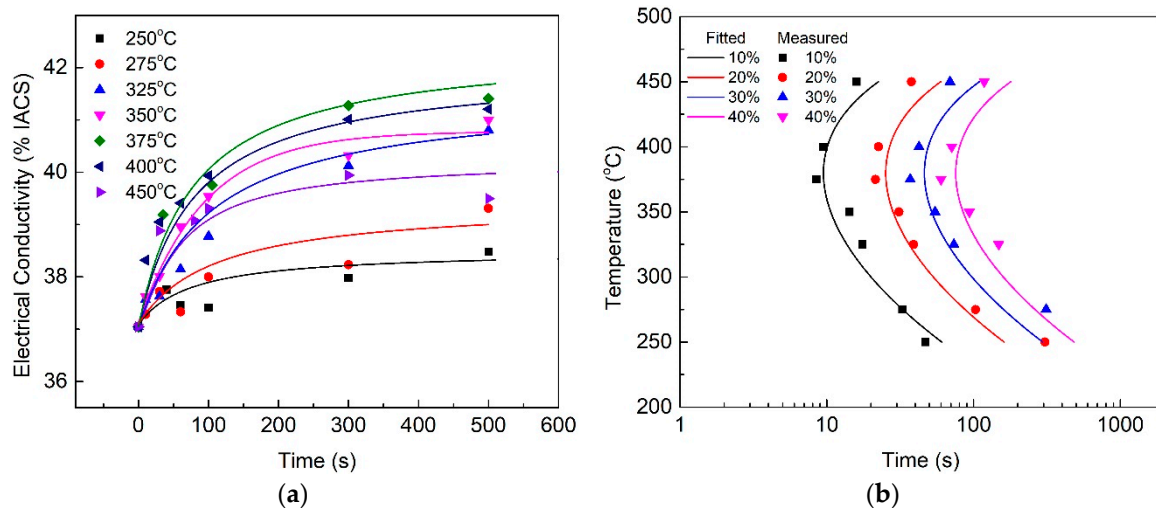 250°C
275°C
325°C
350°C
375°C
400°C
450°C
42
40
38
36
Electrical Conductivity (% IACS)
0 100 200 300 400 500 600
Time (s)
(a)
Fitted Measured
10% 10%
20% 20%
30% 30%
40% 40%
500
450
400
350
300
250
200
Temperature (°C)
1 10 100 1000
Time (s)
(b)